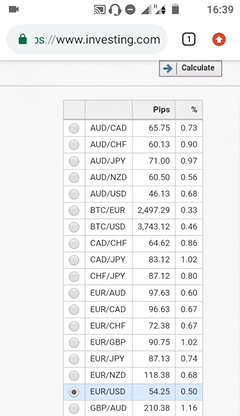 16:39
ps://www.investing.com
1
Calculate
Pips %
AUD/CAD 65.75 0.73
AUD/CHF 60.13 0.90
AUD/JPY 71.00 0.97
AUD/NZD 60.50 0.56
AUD/USD 46.13 0.68
BTC/EUR 2,497.29 0.33
BTC/USD 3,743.12 0.46
CAD/CHF 64.62 0.86
CAD/JPY 83.12 1.02
CHF/JPY 87.12 0.80
EUR/AUD 97.63 0.60
EUR/CAD 96.63 0.67
EUR/CHF 72.38 0.67
EUR/GBP 90.75 1.02
EUR/JPY 87.13 0.74
EUR/NZD 118.38 0.68
EUR/USD 54.25 0.50
GBP/AUD 210.38 1.16